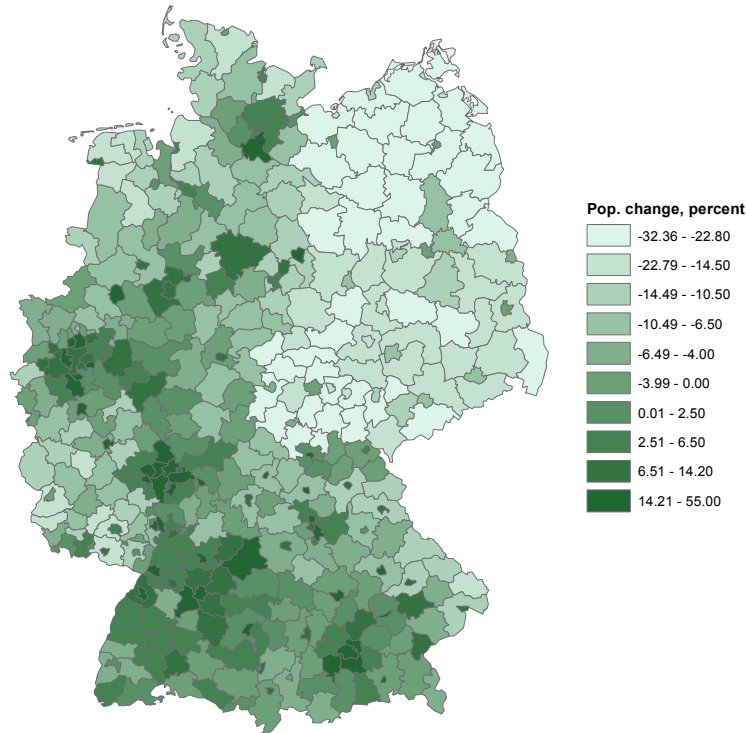 Pop. change, percent
-32.36 - -22.80
-22.79 - -14.50
-14.49 - -10.50
-10.49 - -6.50
-6.49 - -4.00
-3.99 - 0.00
0.01 - 2.50
2.51 - 6.50
6.51 - 14.20
14.21 - 55.00